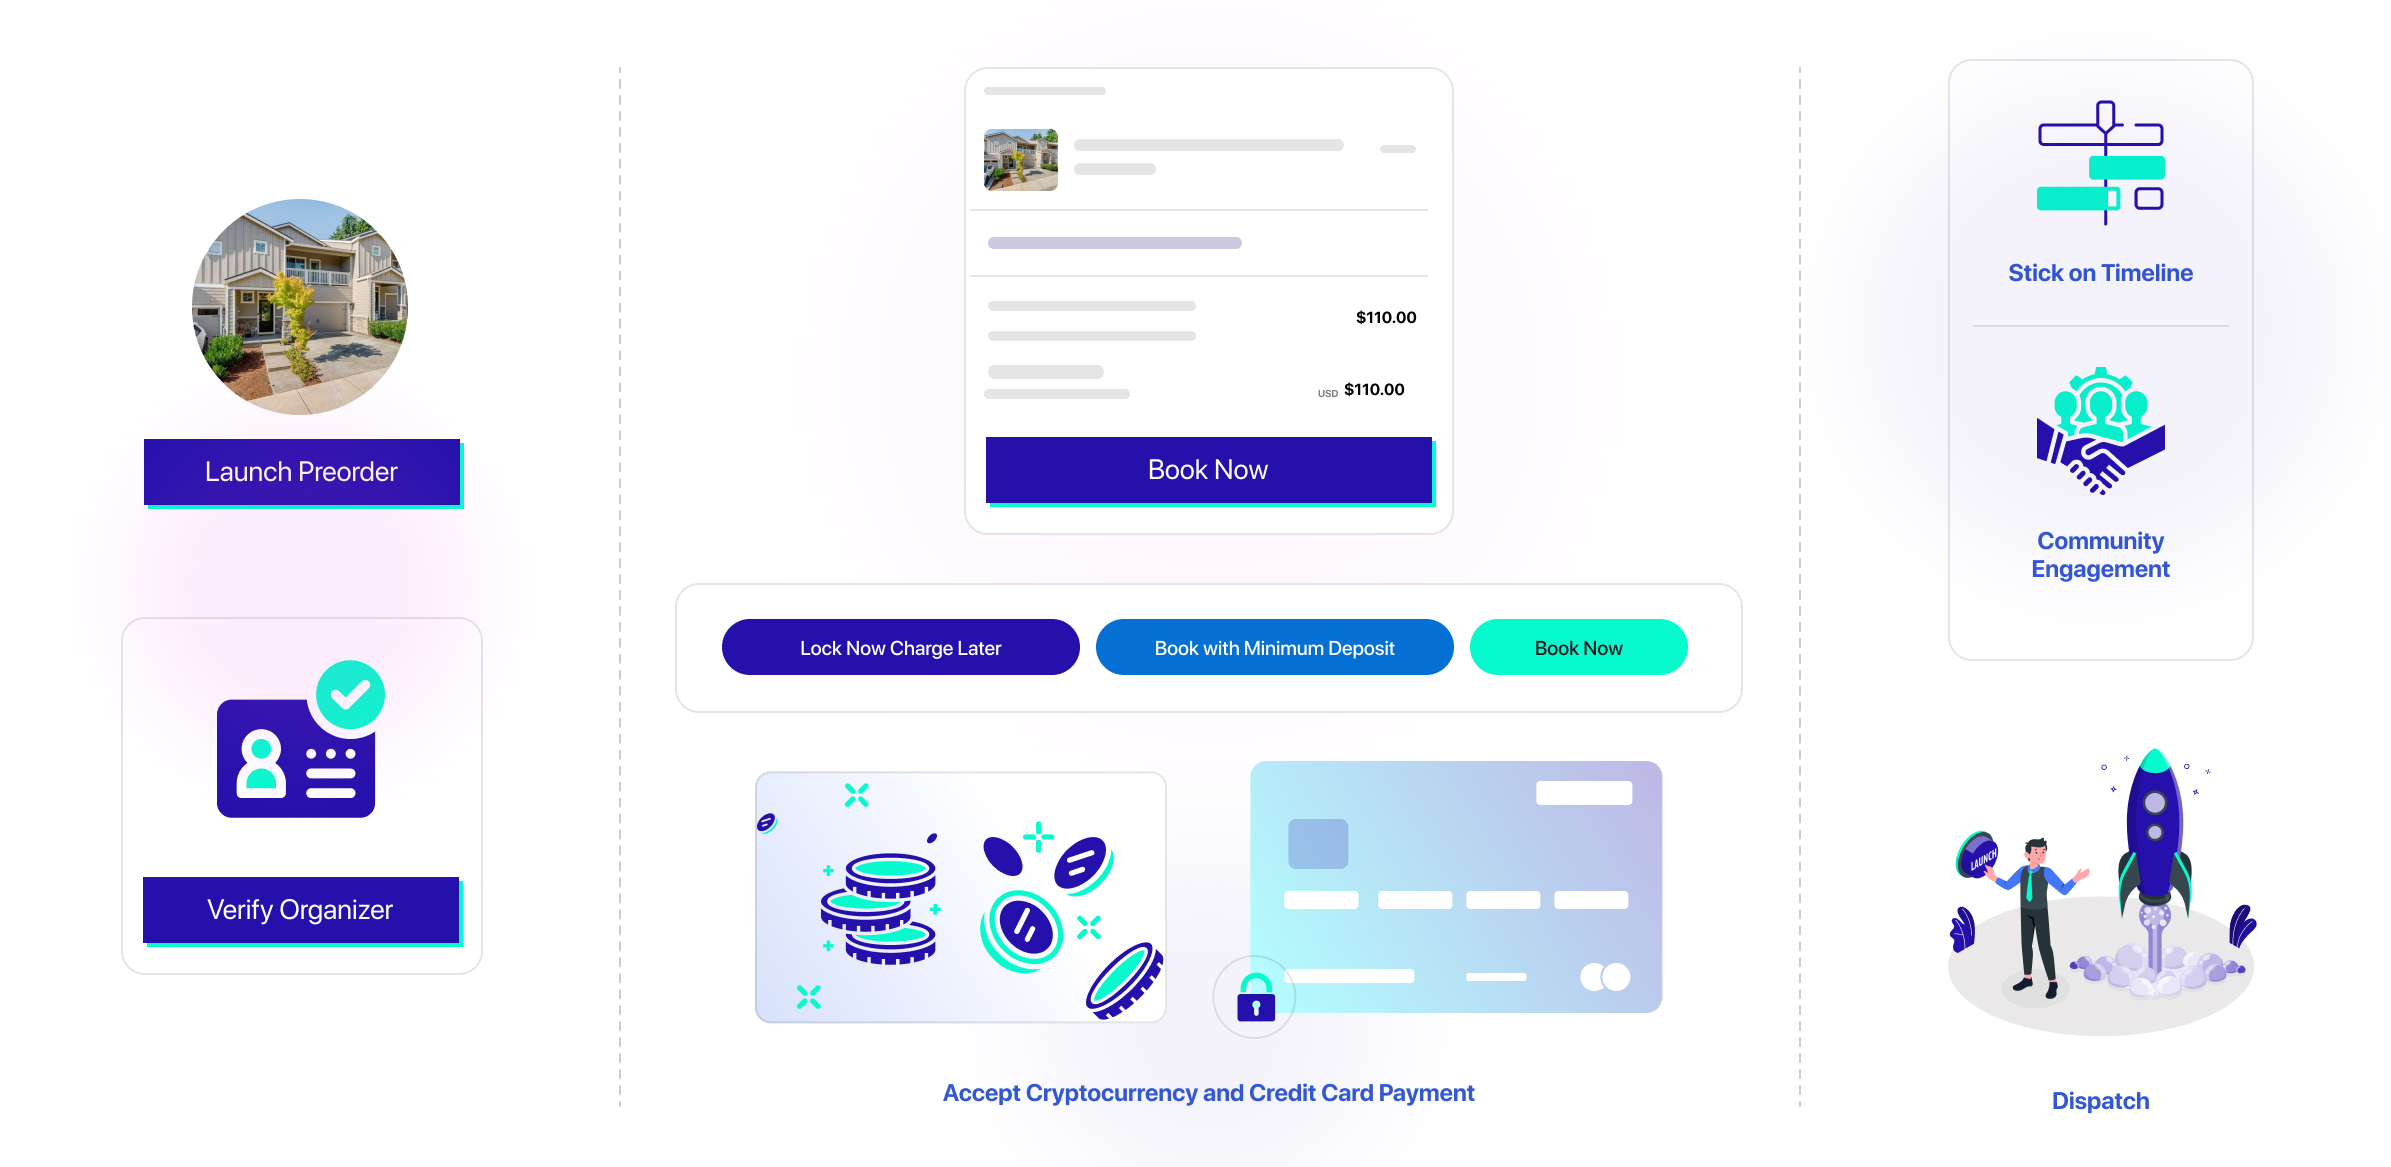 Launch Preorder
Verify Organizer
$110.00
USD $110.00
Book Now
Lock Now Charge Later
Book with Minimum Deposit
Book Now
Accept Cryptocurrency and Credit Card Payment
Stick on Timeline
Community
Engagement
LAUNCH
Dispatch